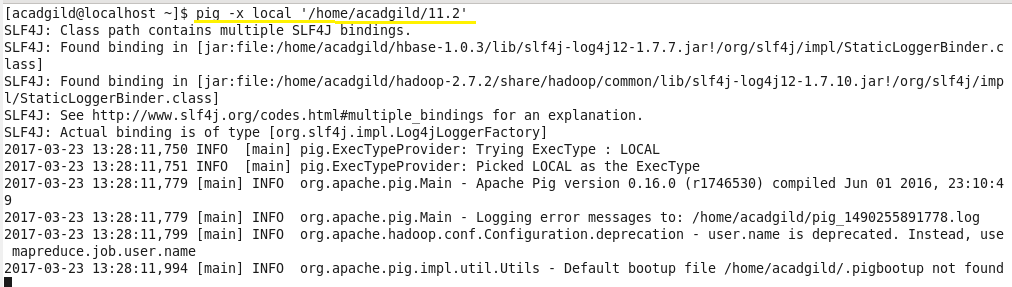 [acadgild@localhost ~]$ pig -x local '/home/acadgild/11.2'
SLF4J: Class path contains multiple SLF4J bindings.
SLF4J: Found binding in [jar:file:/home/acadgild/hbase-1.0.3/lib/slf4j-log4j12-1.7.7.jar!/org/slf4j/impl/StaticLoggerBinder.c
lass]
SLF4J: Found binding in [jar:file:/home/acadgild/hadoop-2.7.2/share/hadoop/common/lib/slf4j-log4j12-1.7.10.jar!/org/slf4j/imp
l/StaticLoggerBinder.class]
SLF4J: See http://www.slf4j.org/codes.html#multiple_bindings for an explanation.
SLF4J: Actual binding is of type [org.slf4j.impl.Log4jLoggerFactory]
2017-03-23 13:28:11,750 INFO  [main] pig.ExecTypeProvider: Trying ExecType : LOCAL
2017-03-23 13:28:11,751 INFO  [main] pig.ExecTypeProvider: Picked LOCAL as the ExecType
2017-03-23 13:28:11,779 [main] INFO  org.apache.pig.Main - Apache Pig version 0.16.0 (r1746530) compiled Jun 01 2016, 23:10:4
9
2017-03-23 13:28:11,779 [main] INFO  org.apache.pig.Main - Logging error messages to: /home/acadgild/pig_1490255891778.log
2017-03-23 13:28:11,799 [main] INFO  org.apache.hadoop.conf.Configuration.deprecation - user.name is deprecated. Instead, use
 mapreduce.job.user.name
2017-03-23 13:28:11,994 [main] INFO  org.apache.pig.impl.util.Utils - Default bootup file /home/acadgild/.pigbootup not found